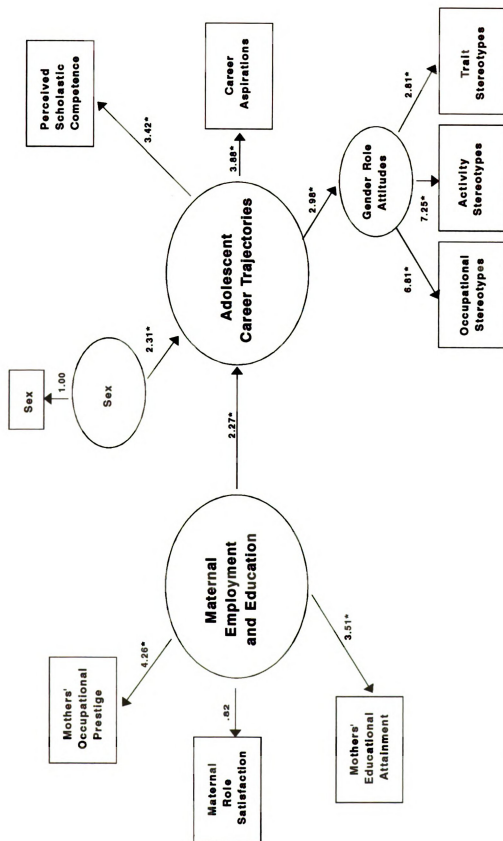 Mothers'
Occupational
Prestige
4.26*
Maternal
Role
Satisfaction
.82
Mothers'
Educational
Attainment
3.51*
Maternal
Employment
and Education
2.27*
Sex
1.00
Sex
2.31*
Adolescent
Career Trajectories
Perceived
Scholastic
Competence
3.42*
Career
Aspirations
3.88*
2.98*
Gender Role
Attitudes
6.81*
7.25*
2.81*
Occupational
Stereotypes
Activity
Stereotypes
Trait
Stereotypes